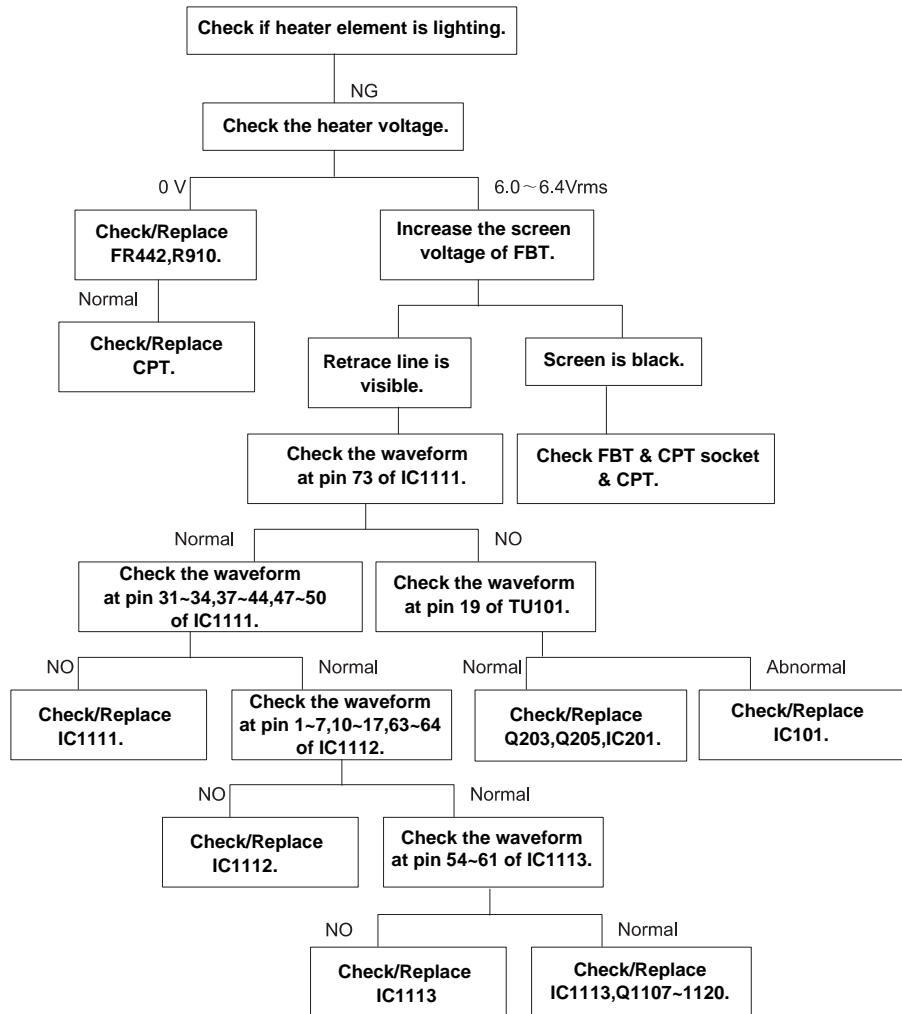 Check if heater element is lighting.
NG
Check the heater voltage.
0 V
6.0～6.4Vrms
Check/Replace
FR442,R910.
Increase the screen
voltage of FBT.
Normal
Check/Replace
CPT.
Retrace line is
visible.
Screen is black.
Check the waveform
at pin 73 of IC1111.
Check FBT & CPT socket
& CPT.
Normal
NO
Check the waveform
at pin 31~34,37~44,47~50
of IC1111.
Check the waveform
at pin 19 of TU101.
NO
Normal
Normal
Abnormal
Check/Replace
IC1111.
Check the waveform
at pin 1~7,10~17,63~64
of IC1112.
Check/Replace
Q203,Q205,IC201.
Check/Replace
IC101.
NO
Normal
Check/Replace
IC1112.
Check the waveform
at pin 54~61 of IC1113.
NO
Normal
Check/Replace
IC1113
Check/Replace
IC1113,Q1107~1120.